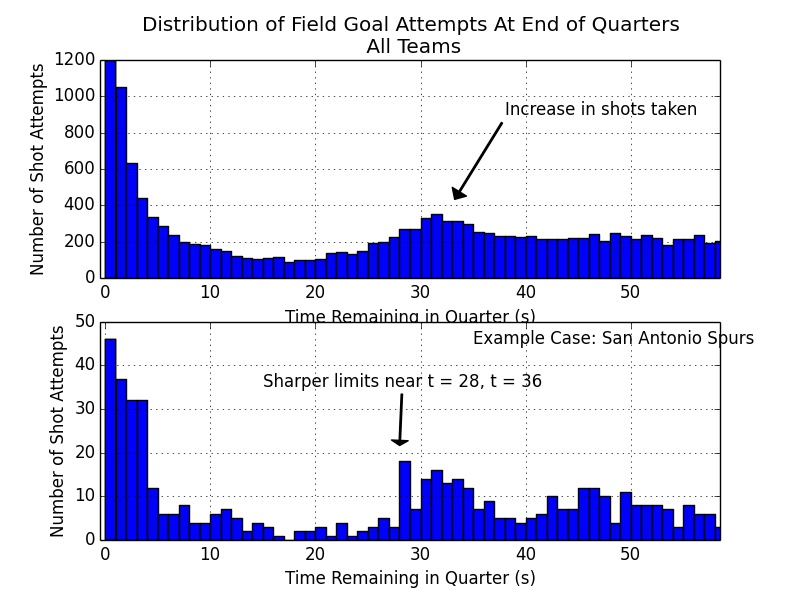 Distribution of Field Goal Attempts At End of Quarters
All Teams
Number of Shot Attempts
1200
1000
800
600
400
200
0
Increase in shots taken
0 10 20 30 40 50
Time Remaining in Quarter (s)
Number of Shot Attempts
50
40
30
20
10
0
Example Case: San Antonio Spurs
Sharper limits near t = 28, t = 36
0 10 20 30 40 50
Time Remaining in Quarter (s)